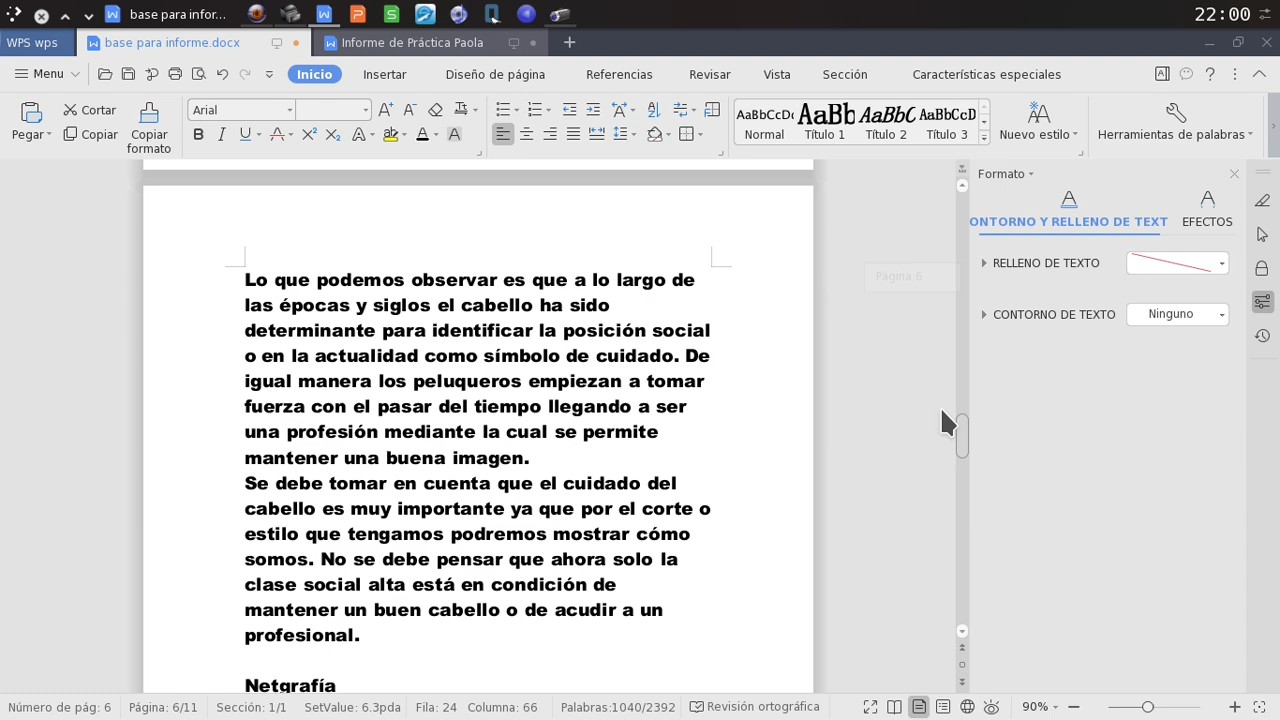 base para infor...
22:00
WPS wps
base para informe.docx
Informe de Práctica Paola
Menu
Inicio
Insertar
Diseño de página
Referencias
Revisar
Vista
Sección
Características especiales
Pegar
Cortar
Copiar
Copiar formato
Arial
AaBbCcDc
AaBb
AaBbC
AaBbCcD
Normal
Título 1
Título 2
Título 3
Nuevo estilo
Herramientas de palabras
Formato
ONTORNO Y RELLENO DE TEXT
EFECTOS
RELLENO DE TEXTO
CONTORNO DE TEXTO
Ninguno
Página 6
Lo que podemos observar es que a lo largo de
las épocas y siglos el cabello ha sido
determinante para identificar la posición social
o en la actualidad como símbolo de cuidado. De
igual manera los peluqueros empiezan a tomar
fuerza con el pasar del tiempo llegando a ser
una profesión mediante la cual se permite
mantener una buena imagen.
Se debe tomar en cuenta que el cuidado del
cabello es muy importante ya que por el corte o
estilo que tengamos podremos mostrar cómo
somos. No se debe pensar que ahora solo la
clase social alta está en condición de
mantener un buen cabello o de acudir a un
profesional.
Netgrafía
Número de pág: 6
Página: 6/11
Sección: 1/1
SetValue: 6.3pda
Fila: 24
Columna: 66
Palabras:1040/2392
Revisión ortográfica
90%